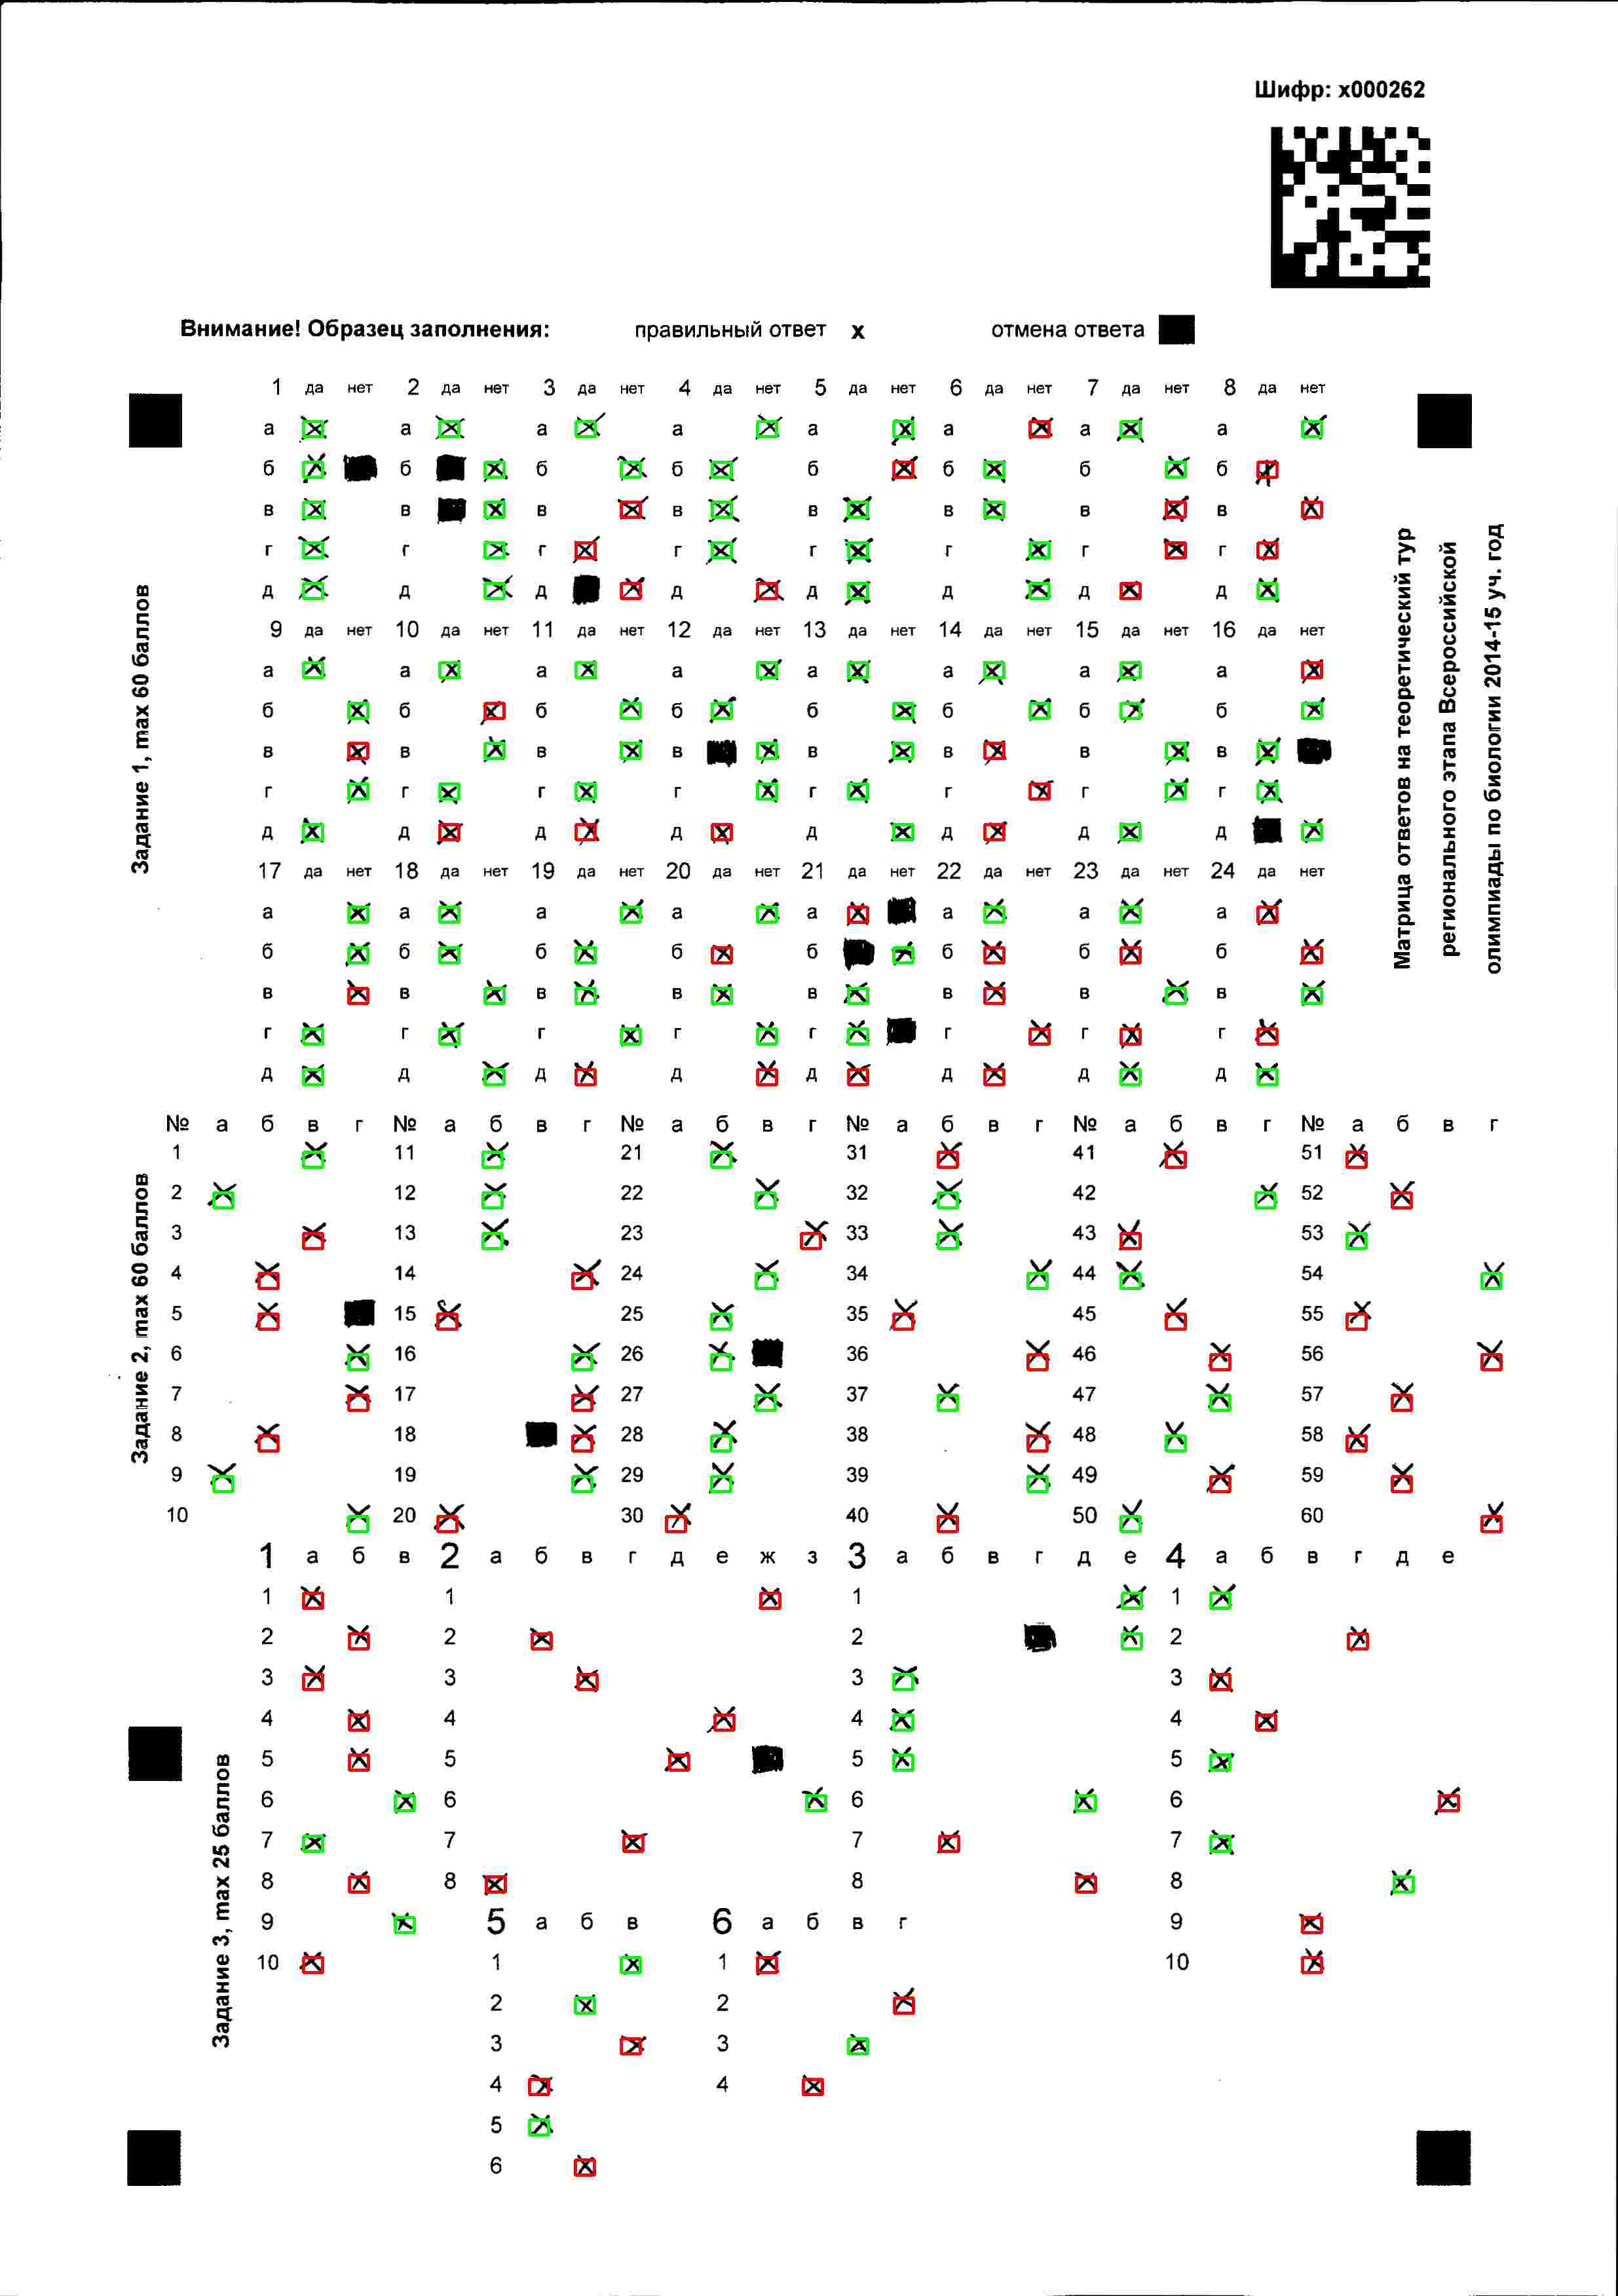 Шифр: x000262
Внимание! Образец заполнения: правильный ответ x отмена ответа
Матрица ответов на теоретический тур
регионального этапа Всероссийской
олимпиады по биологии 2014-15 уч. год
Задание 1, max 60 баллов
1 да нет 2 да нет 3 да нет 4 да нет 5 да нет 6 да нет 7 да нет 8 да нет
а а а а а а а а
б б б б б б б б
в в в в в в в в
г г г г г г г г
д д д д д д д д
9 да нет 10 да нет 11 да нет 12 да нет 13 да нет 14 да нет 15 да нет 16 да нет
а а а а а а а а
б б б б б б б б
в в в в в в в в
г г г г г г г г
д д д д д д д д
17 да нет 18 да нет 19 да нет 20 да нет 21 да нет 22 да нет 23 да нет 24 да нет
а а а а а а а а
б б б б б б б б
в в в в в в в в
г г г г г г г г
д д д д д д д д
Задание 2, max 60 баллов
№ а б в г № а б в г № а б в г № а б в г № а б в г № а б в г
1 11 21 31 41 51
2 12 22 32 42 52
3 13 23 33 43 53
4 14 24 34 44 54
5 15 25 35 45 55
6 16 26 36 46 56
7 17 27 37 47 57
8 18 28 38 48 58
9 19 29 39 49 59
10 20 30 40 50 60
Задание 3, max 25 баллов
1 а б в 2 а б в г д е ж з 3 а б в г д е 4 а б в г д е
1 1 1 1
2 2 2 2
3 3 3 3
4 4 4 4
5 5 5 5
6 6 6 6
7 7 7 7
8 8 8 8
9 5 а б в 6 а б в г 9
10 1 1 10
2 2
3 3
4 4
5
6